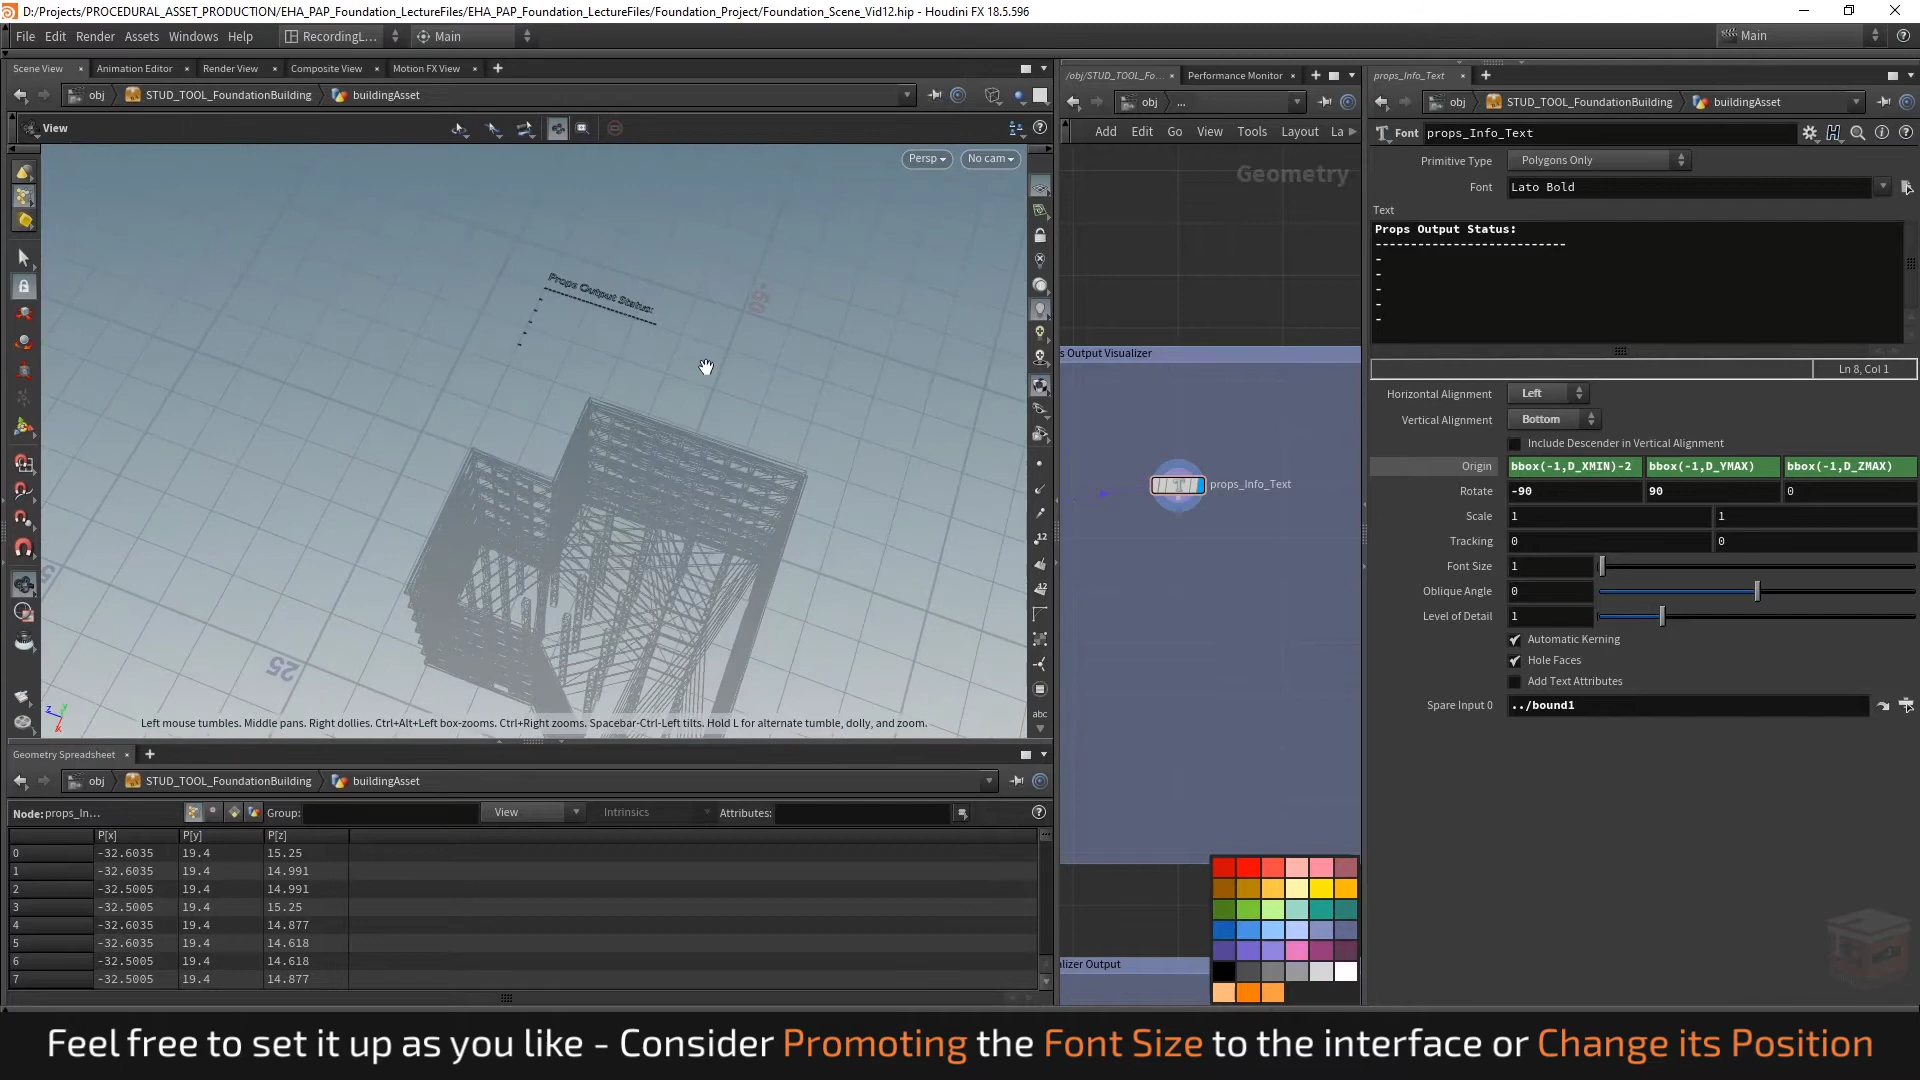 D:/Projects/PROCEDURAL_ASSET_PRODUCTION/EHA_PAP_Foundation_LectureFiles/EHA_PAP_Foundation_LectureFiles/Foundation_Project/Foundation_Scene_Vid12.hip - Houdini FX 18.5.596
File Edit Render Assets Windows Help RecordingL... Main Main
Scene View Animation Editor Render View Composite View Motion FX View
obj STUD_TOOL_FoundationBuilding buildingAsset
View
Persp No cam
Props Output Status:
-60
25
12
12
abc
z y x
Left mouse tumbles. Middle pans. Right dollies. Ctrl+Alt+Left box-zooms. Ctrl+Right zooms. Spacebar-Ctrl-Left tilts. Hold L for alternate tumble, dolly, and zoom.
Geometry Spreadsheet
obj STUD_TOOL_FoundationBuilding buildingAsset
Node: props_In... Group: View Intrinsics Attributes:
P[x] P[y] P[z]
0 -32.6035 19.4 15.25
1 -32.6035 19.4 14.991
2 -32.5005 19.4 14.991
3 -32.5005 19.4 15.25
4 -32.6035 19.4 14.877
5 -32.6035 19.4 14.618
6 -32.5005 19.4 14.618
7 -32.5005 19.4 14.877
/obj/STUD_TOOL_Fo... Performance Monitor
obj ...
Add Edit Go View Tools Layout La
Geometry
s Output Visualizer
props_Info_Text
alizer Output
props_Info_Text
obj STUD_TOOL_FoundationBuilding buildingAsset
Font props_Info_Text
Primitive Type Polygons Only
Font Lato Bold
Text
Props Output Status:
---------------------------
-
-
-
-
-
Ln 8, Col 1
Horizontal Alignment Left
Vertical Alignment Bottom
Include Descender in Vertical Alignment
Origin bbox(-1,D_XMIN)-2 bbox(-1,D_YMAX) bbox(-1,D_ZMAX)
Rotate -90 90 0
Scale 1 1
Tracking 0 0
Font Size 1
Oblique Angle 0
Level of Detail 1
Automatic Kerning
Hole Faces
Add Text Attributes
Spare Input 0 ../bound1
Feel free to set it up as you like - Consider Promoting the Font Size to the interface or Change its Position